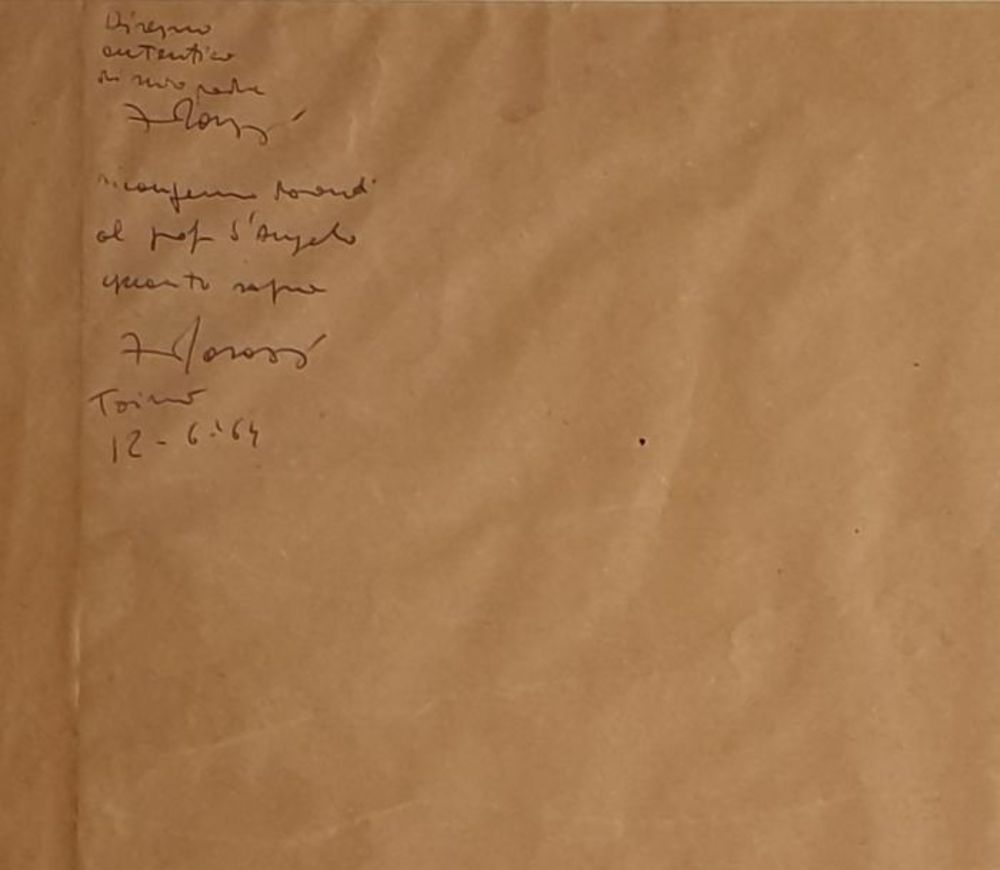 Disegno
autentico
di mio padre
riconfermo
al prof D'Angelo
quanto sopra
Torino
12-6-'64